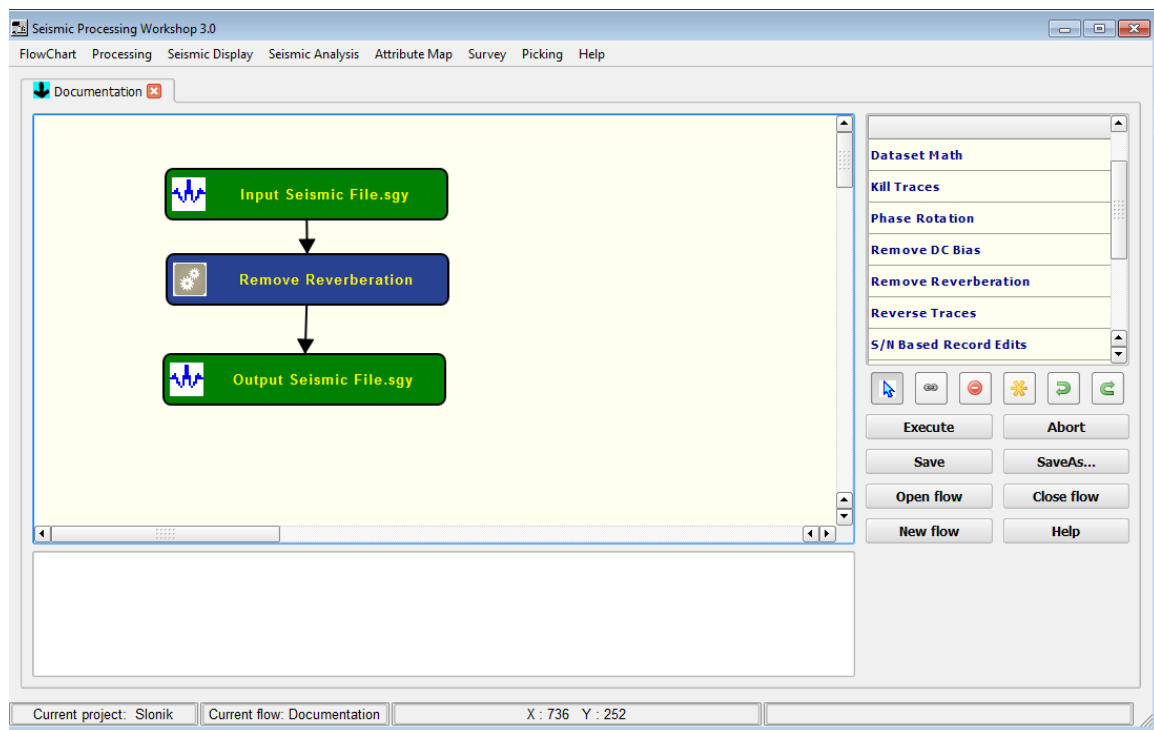 Seismic Processing Workshop 3.0
FlowChart Processing Seismic Display Seismic Analysis Attribute Map Survey Picking Help
Documentation
Input Seismic File.sgy
Remove Reverberation
Output Seismic File.sgy
Dataset Math
Kill Traces
Phase Rotation
Remove DC Bias
Remove Reverberation
Reverse Traces
S/N Based Record Edits
Execute Abort
Save SaveAs...
Open flow Close flow
New flow Help
Current project: Slonik Current flow: Documentation X : 736 Y : 252